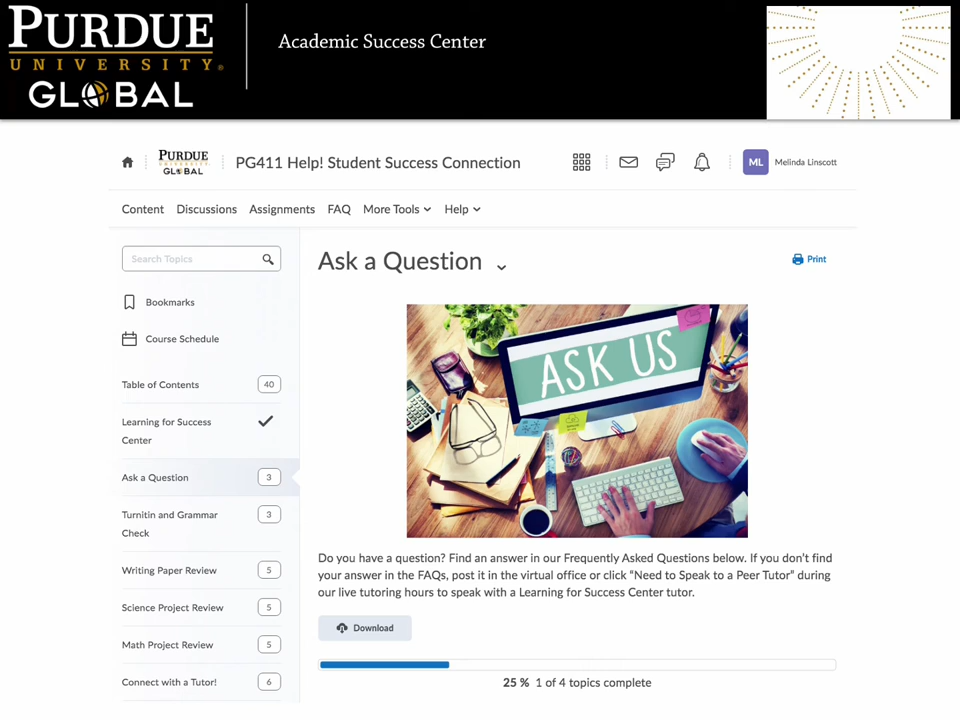 PURDUE
UNIVERSITY®
GLOBAL
Academic Success Center
PURDUE
UNIVERSITY
GLOBAL
PG411 Help! Student Success Connection
ML
Melinda Linscott
Content
Discussions
Assignments
FAQ
More Tools
Help
Search Topics
Bookmarks
Course Schedule
Table of Contents
40
Learning for Success
Center
Ask a Question
3
Turnitin and Grammar
Check
3
Writing Paper Review
5
Science Project Review
5
Math Project Review
5
Connect with a Tutor!
6
Ask a Question
Print
ASK US
Do you have a question? Find an answer in our Frequently Asked Questions below. If you don't find
your answer in the FAQs, post it in the virtual office or click “Need to Speak to a Peer Tutor” during
our live tutoring hours to speak with a Learning for Success Center tutor.
Download
25 % 1 of 4 topics complete